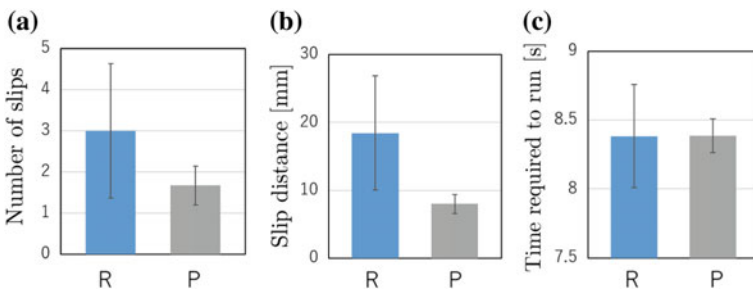 (a)
Number of slips
5
4
3
2
1
0
R P
(b)
Slip distance [mm]
30
20
10
0
R P
(c)
Time required to run [s]
9
8.5
8
7.5
R P